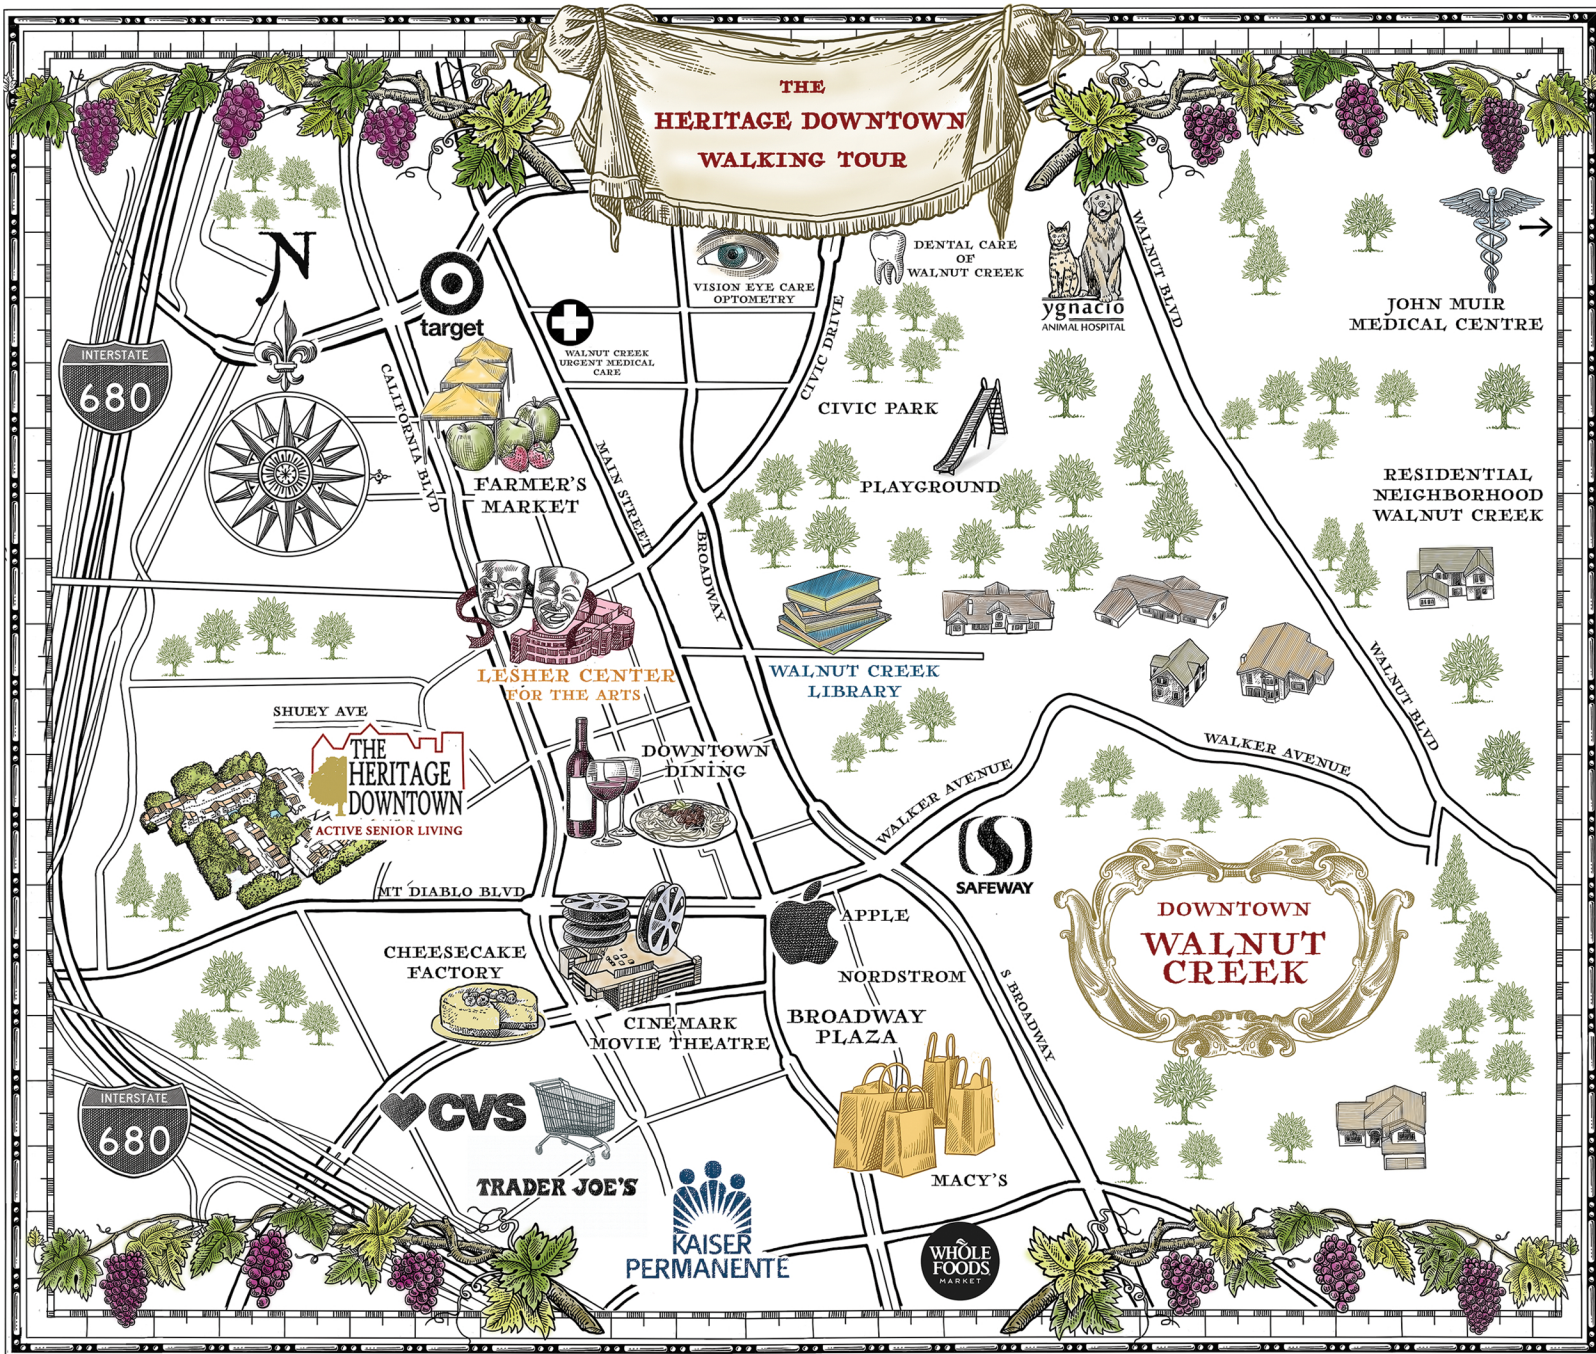 THE
HERITAGE DOWNTOWN
WALKING TOUR
N
target
VISION EYE CARE
OPTOMETRY
DENTAL CARE
OF
WALNUT CREEK
ygnacio
ANIMAL HOSPITAL
WALNUT BLVD
JOHN MUIR
MEDICAL CENTRE
INTERSTATE
680
WALNUT CREEK
URGENT MEDICAL
CARE
CIVIC DRIVE
CALIFORNIA BLVD
CIVIC PARK
PLAYGROUND
FARMER'S
MARKET
MAIN STREET
RESIDENTIAL
NEIGHBORHOOD
WALNUT CREEK
BROADWAY
LESHER CENTER
FOR THE ARTS
WALNUT CREEK
LIBRARY
WALNUT BLVD
SHUEY AVE
THE
HERITAGE
DOWNTOWN
ACTIVE SENIOR LIVING
DOWNTOWN
DINING
WALKER AVENUE
WALKER AVENUE
SAFEWAY
MT DIABLO BLVD
APPLE
DOWNTOWN
WALNUT
CREEK
CHEESECAKE
FACTORY
NORDSTROM
CINEMARK
MOVIE THEATRE
BROADWAY
PLAZA
S BROADWAY
INTERSTATE
680
CVS
TRADER JOE'S
MACY'S
KAISER
PERMANENTE
WHOLE
FOODS
MARKET